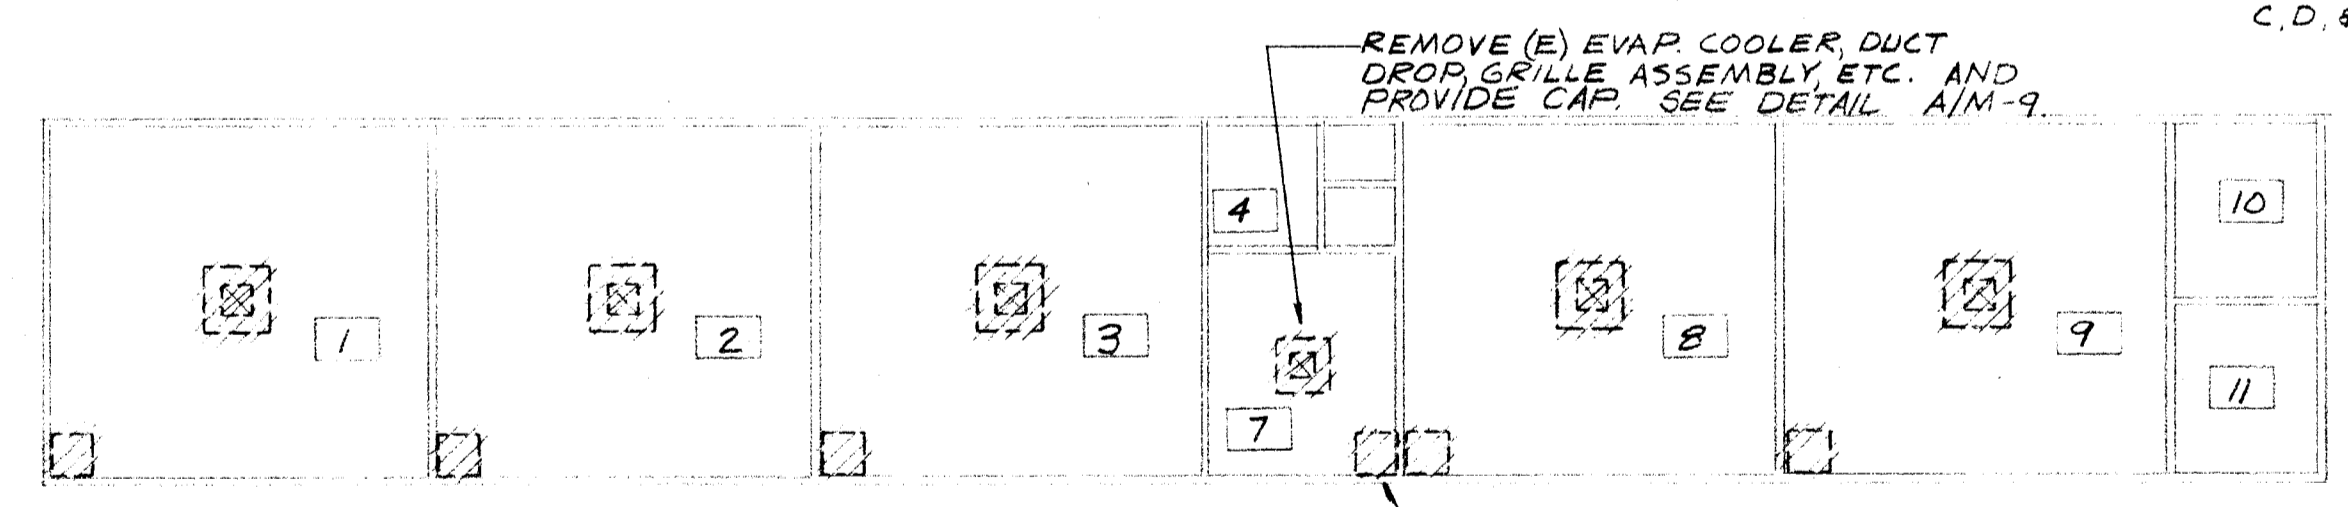 C.D. &
REMOVE (E) EVAP. COOLER, DUCT
DROP, GRILLE ASSEMBLY, ETC. AND
PROVIDE CAP. SEE DETAIL A/M-9.
4
10
1
2
3
8
9
7
11